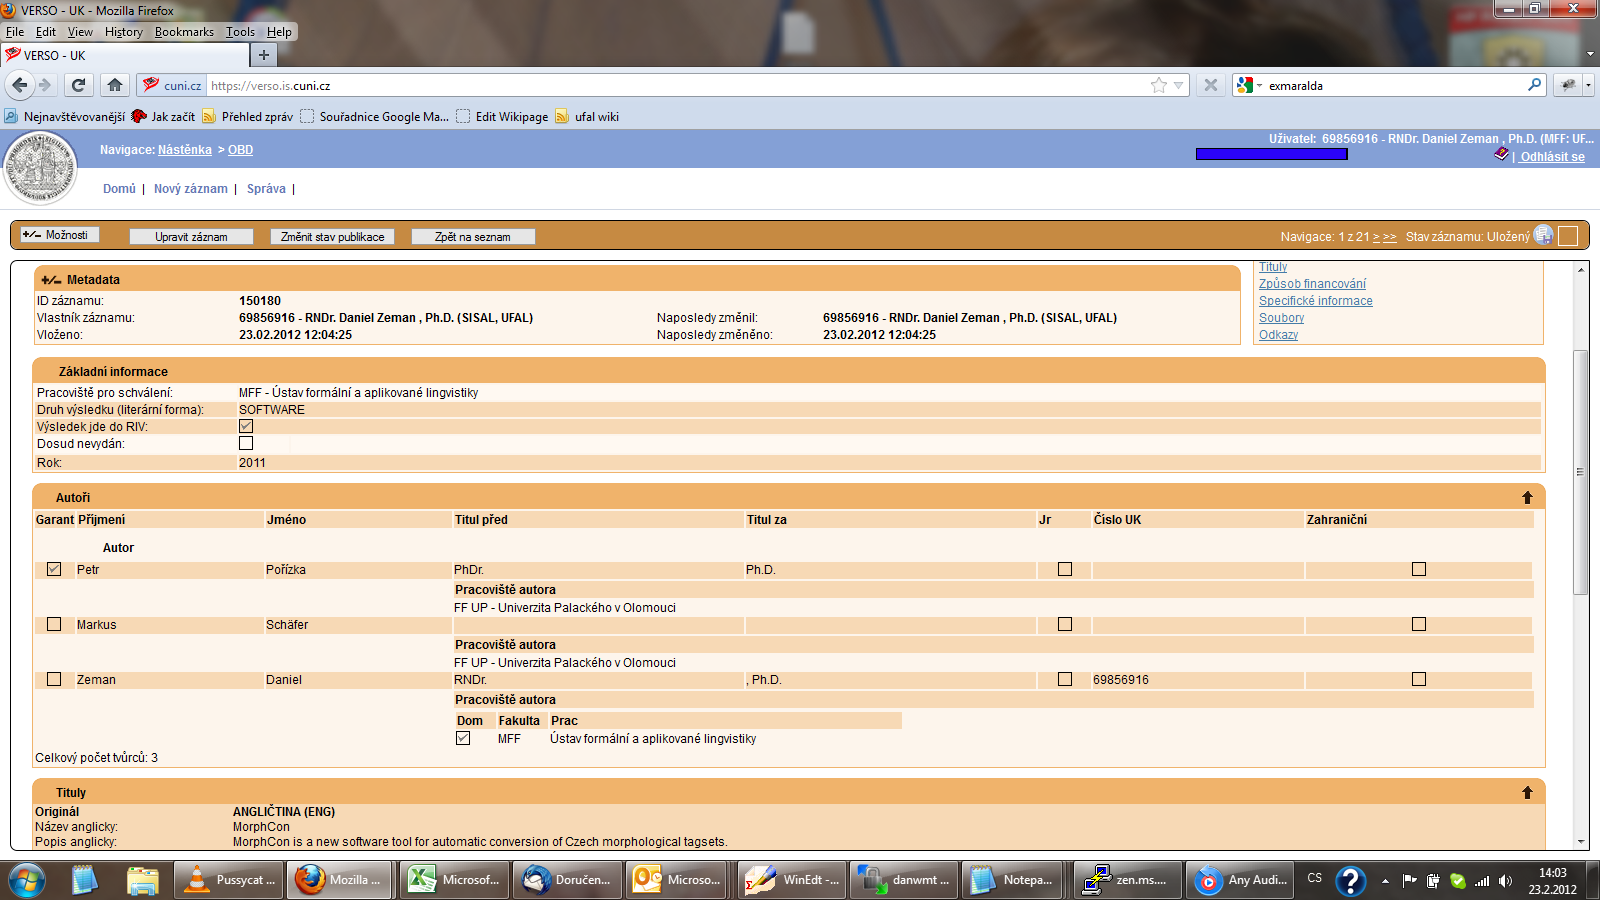 VERSO - UK - Mozilla Firefox
File Edit View History Bookmarks Tools Help
VERSO - UK
cuni.cz https://verso.is.cuni.cz
exmaralda
Nejnavštěvovanější Jak začít Přehled zpráv Souřadnice Google Ma... Edit Wikipage ufal wiki
Navigace: Nástěnka > OBD
Uživatel: 69856916 - RNDr. Daniel Zeman , Ph.D. (MFF: UF...
| Odhlásit se
Domů | Nový záznam | Správa |
+/- Možnosti Upravit záznam Změnit stav publikace Zpět na seznam Navigace: 1 z 21 > >> Stav záznamu: Uložený
Tituly
Způsob financování
Specifické informace
Soubory
Odkazy
+/- Metadata
ID záznamu: 150180
Vlastník záznamu: 69856916 - RNDr. Daniel Zeman , Ph.D. (SISAL, UFAL) Naposledy změnil: 69856916 - RNDr. Daniel Zeman , Ph.D. (SISAL, UFAL)
Vloženo: 23.02.2012 12:04:25 Naposledy změněno: 23.02.2012 12:04:25
Základní informace
Pracoviště pro schválení: MFF - Ústav formální a aplikované lingvistiky
Druh výsledku (literární forma): SOFTWARE
Výsledek jde do RIV:
Dosud nevydán:
Rok: 2011
Autoři
Garant Příjmení Jméno Titul před Titul za Jr Číslo UK Zahraniční
Autor
Petr Pořízka PhDr. Ph.D.
Pracoviště autora
FF UP - Univerzita Palackého v Olomouci
Markus Schäfer
Pracoviště autora
FF UP - Univerzita Palackého v Olomouci
Zeman Daniel RNDr. , Ph.D. 69856916
Pracoviště autora
Dom Fakulta Prac
MFF Ústav formální a aplikované lingvistiky
Celkový počet tvůrců: 3
Tituly
Originál ANGLIČTINA (ENG)
Název anglicky: MorphCon
Popis anglicky: MorphCon is a new software tool for automatic conversion of Czech morphological tagsets.
Pussycat ... Mozilla ... Microsof... Doručen... Microso... WinEdt -... danwmt ... Notepa... zen.ms.... Any Audi... CS 14:03
23.2.2012